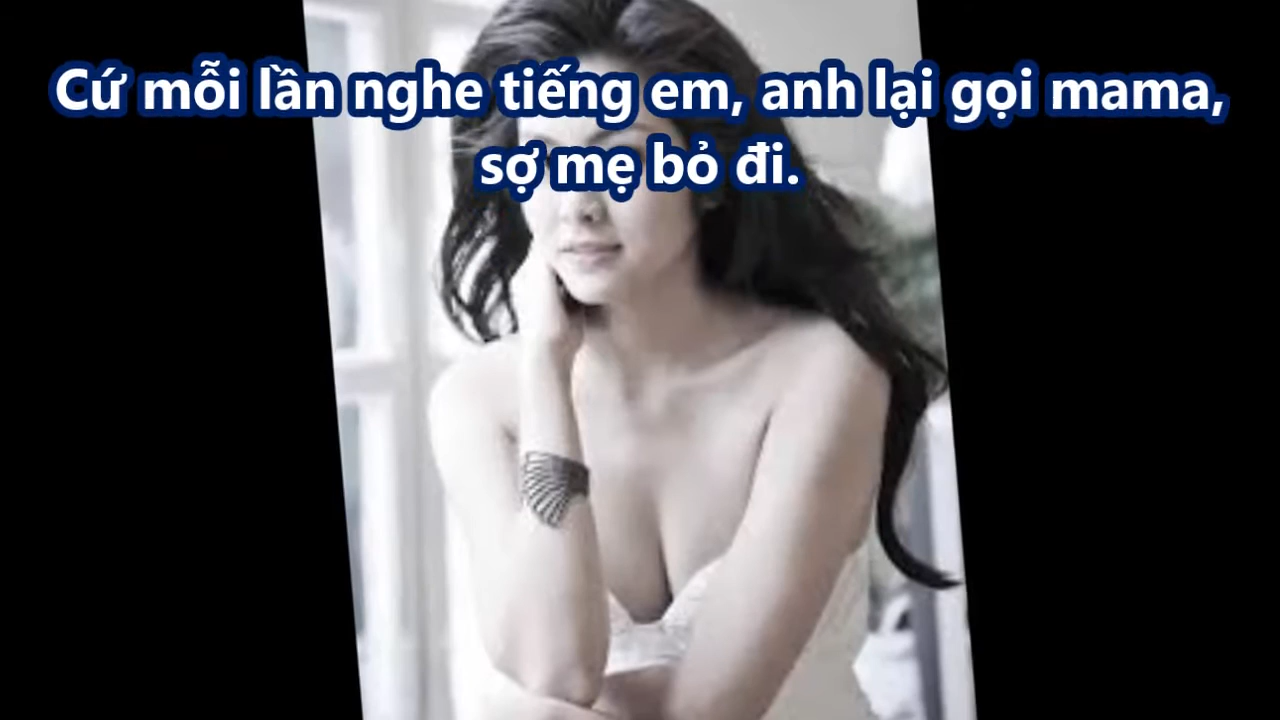 Cứ mỗi lần nghe tiếng em, anh lại gọi mama,
sợ mẹ bỏ đi.